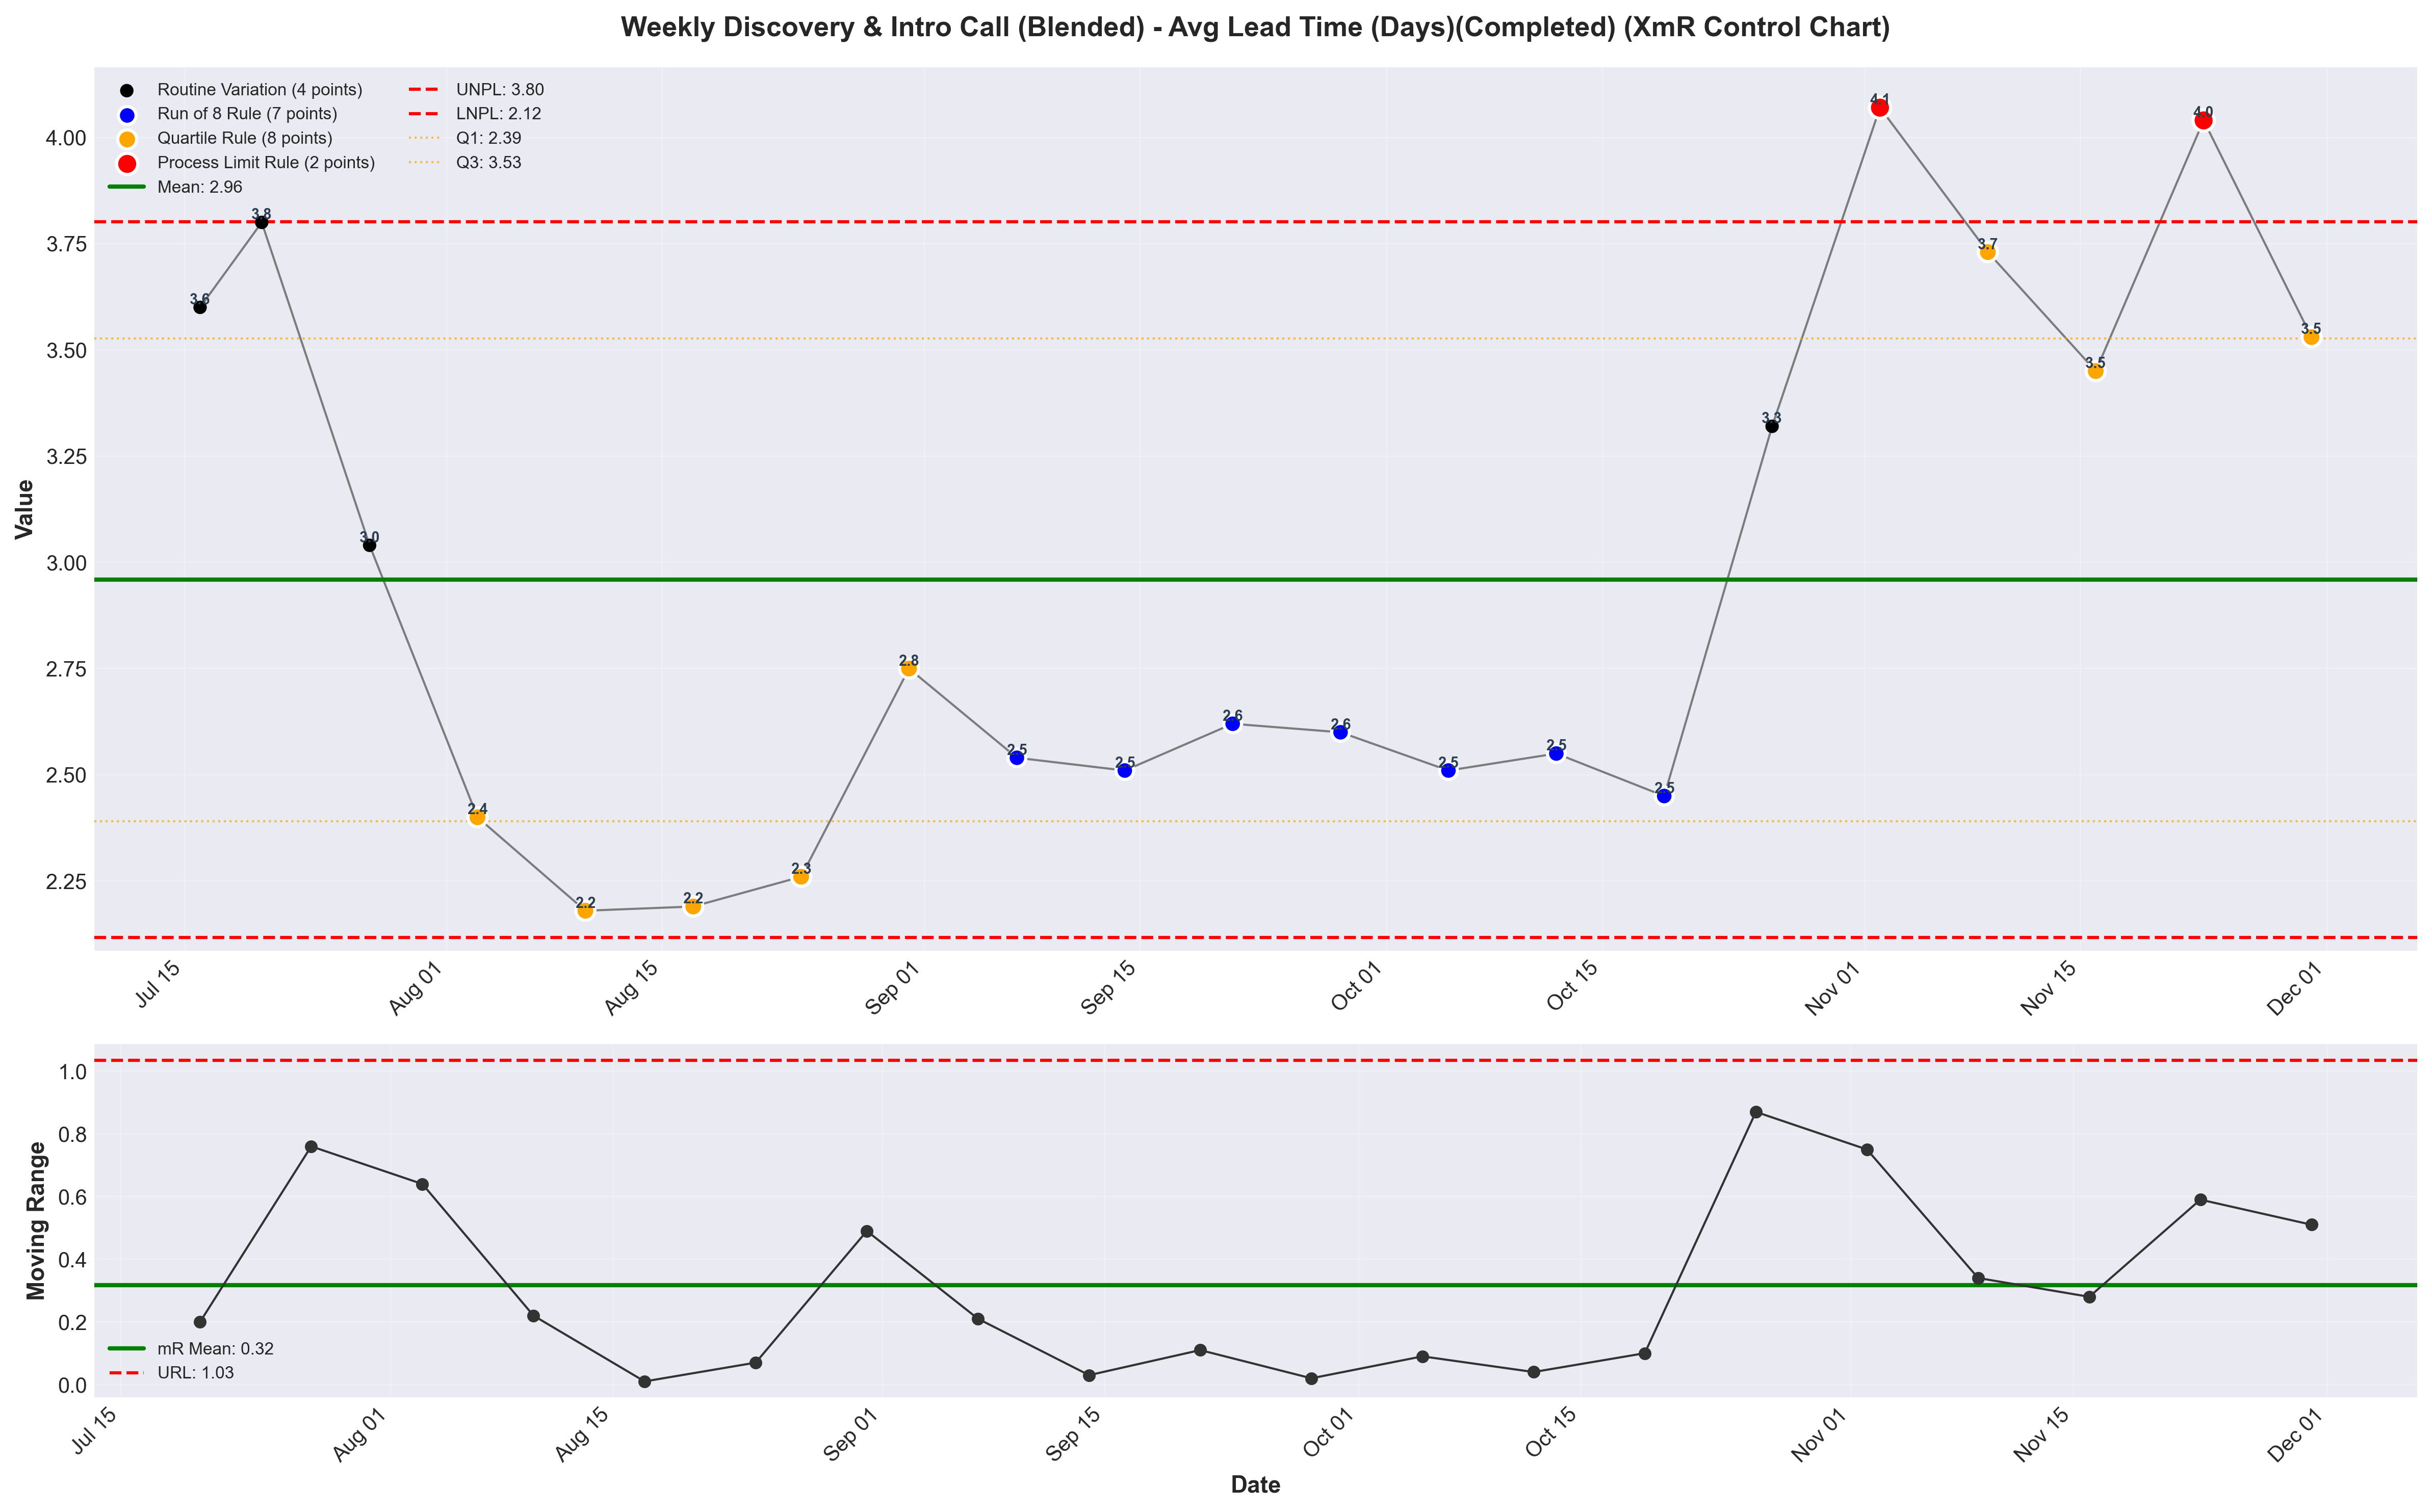 Weekly Discovery & Intro Call (Blended) - Avg Lead Time (Days)(Completed) (XmR Control Chart)
Routine Variation (4 points)
Run of 8 Rule (7 points)
Quartile Rule (8 points)
Process Limit Rule (2 points)
Mean: 2.96
UNPL: 3.80
LNPL: 2.12
Q1: 2.39
Q3: 3.53
Value
4.00
3.75
3.50
3.25
3.00
2.75
2.50
2.25
3.6
3.8
3.0
2.4
2.2
2.2
2.3
2.8
2.5
2.5
2.6
2.6
2.5
2.5
2.5
3.3
4.1
3.7
3.5
4.0
3.5
Jul 15
Aug 01
Aug 15
Sep 01
Sep 15
Oct 01
Oct 15
Nov 01
Nov 15
Dec 01
Moving Range
1.0
0.8
0.6
0.4
0.2
0.0
mR Mean: 0.32
URL: 1.03
Jul 15
Aug 01
Aug 15
Sep 01
Sep 15
Oct 01
Oct 15
Nov 01
Nov 15
Dec 01
Date